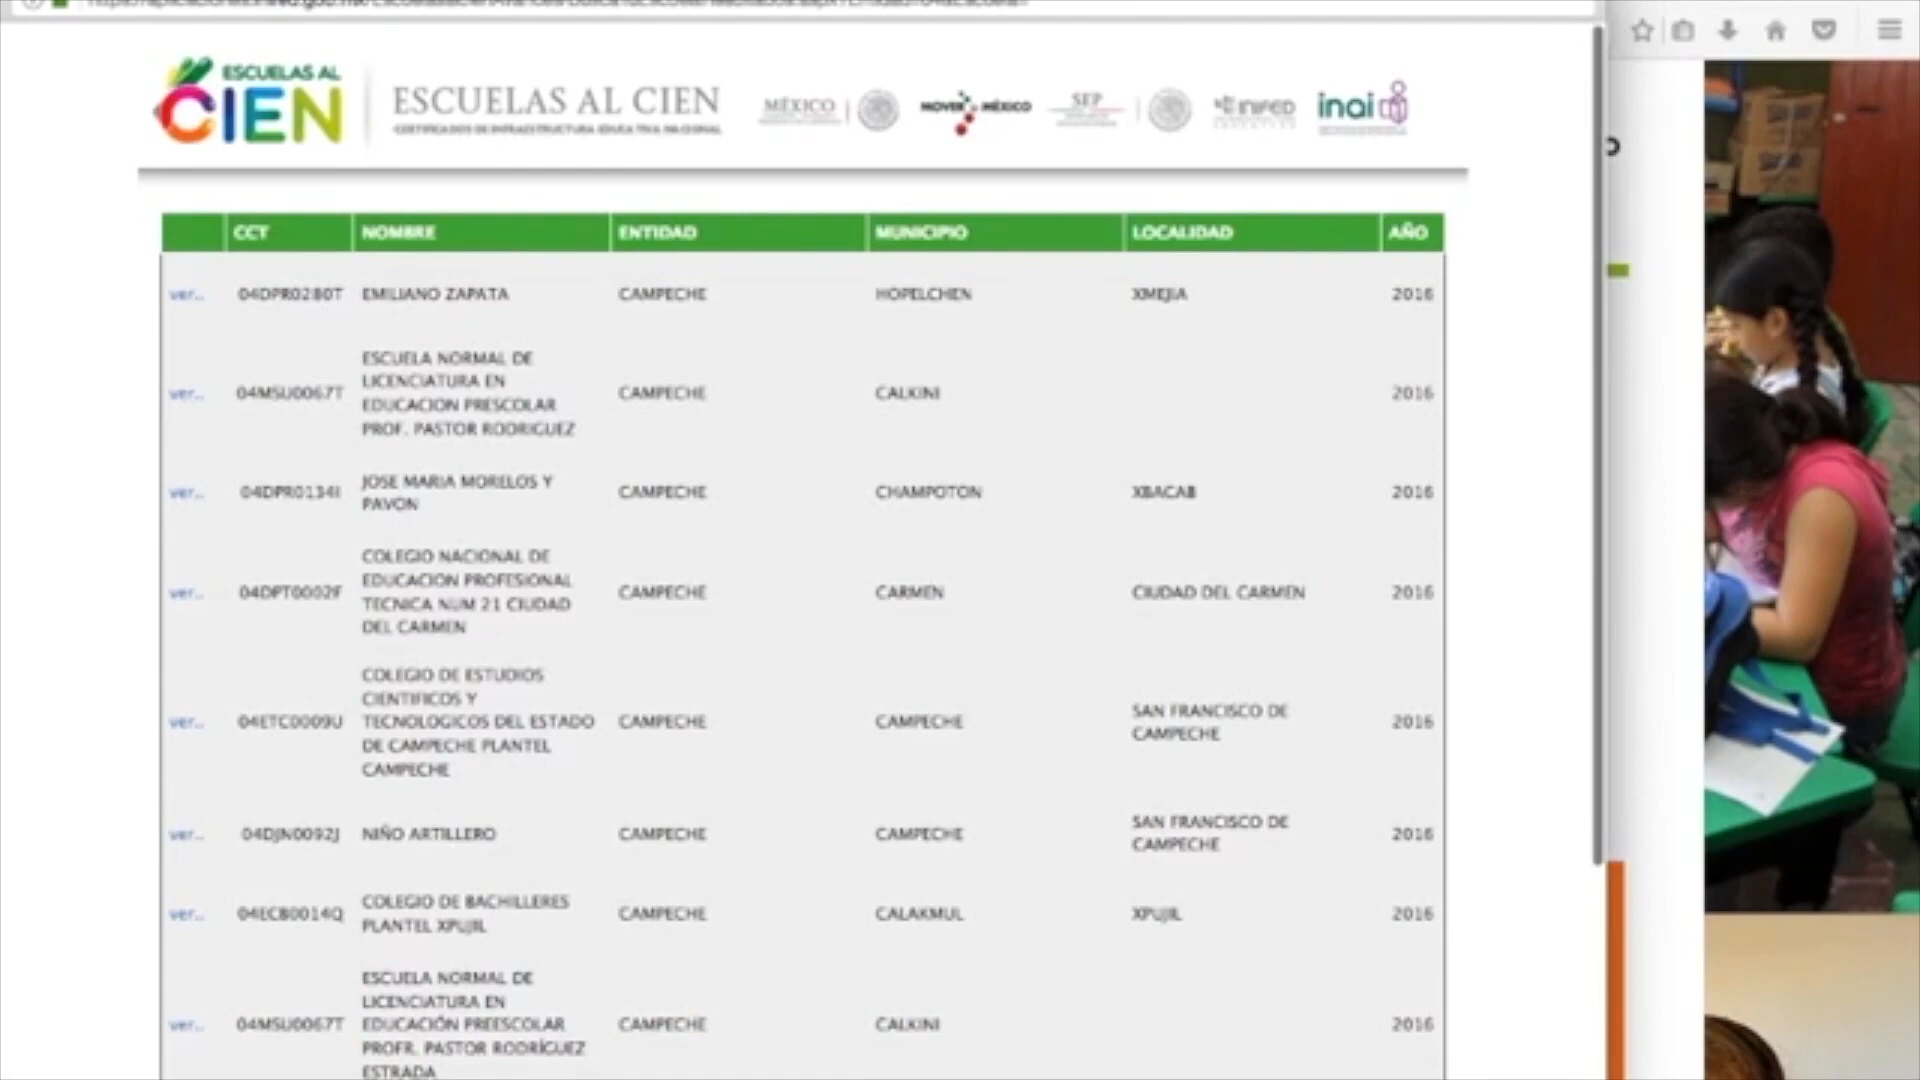 ESCUELAS AL
CIEN
ESCUELAS AL CIEN
CERTIFICADOS DE INFRAESTRUCTURA EDUCATIVA NACIONAL
MÉXICO
MOVER A MÉXICO
SEP
INIFED
inai
CCT NOMBRE ENTIDAD MUNICIPIO LOCALIDAD AÑO
ver.. 04DPR0280T EMILIANO ZAPATA CAMPECHE HOPELCHEN XMEJIA 2016
ESCUELA NORMAL DE
LICENCIATURA EN
ver.. 04MSU0067T EDUCACION PRESCOLAR CAMPECHE CALKINI 2016
PROF. PASTOR RODRIGUEZ
ver.. 04DPR0134I JOSE MARIA MORELOS Y CAMPECHE CHAMPOTON XBACAB 2016
PAVON
COLEGIO NACIONAL DE
EDUCACION PROFESIONAL
ver.. 04DPT0002F TECNICA NUM 21 CIUDAD CAMPECHE CARMEN CIUDAD DEL CARMEN 2016
DEL CARMEN
COLEGIO DE ESTUDIOS
CIENTIFICOS Y
ver.. 04ETC0009U TECNOLOGICOS DEL ESTADO CAMPECHE CAMPECHE SAN FRANCISCO DE 2016
DE CAMPECHE PLANTEL CAMPECHE
CAMPECHE
ver.. 04DJN0092J NIÑO ARTILLERO CAMPECHE CAMPECHE SAN FRANCISCO DE 2016
CAMPECHE
ver.. 04ECB0014Q COLEGIO DE BACHILLERES CAMPECHE CALAKMUL XPUJIL 2016
PLANTEL XPUJIL
ESCUELA NORMAL DE
LICENCIATURA EN
ver.. 04MSU0067T EDUCACIÓN PREESCOLAR CAMPECHE CALKINI 2016
PROFR. PASTOR RODRÍGUEZ
ESTRADA